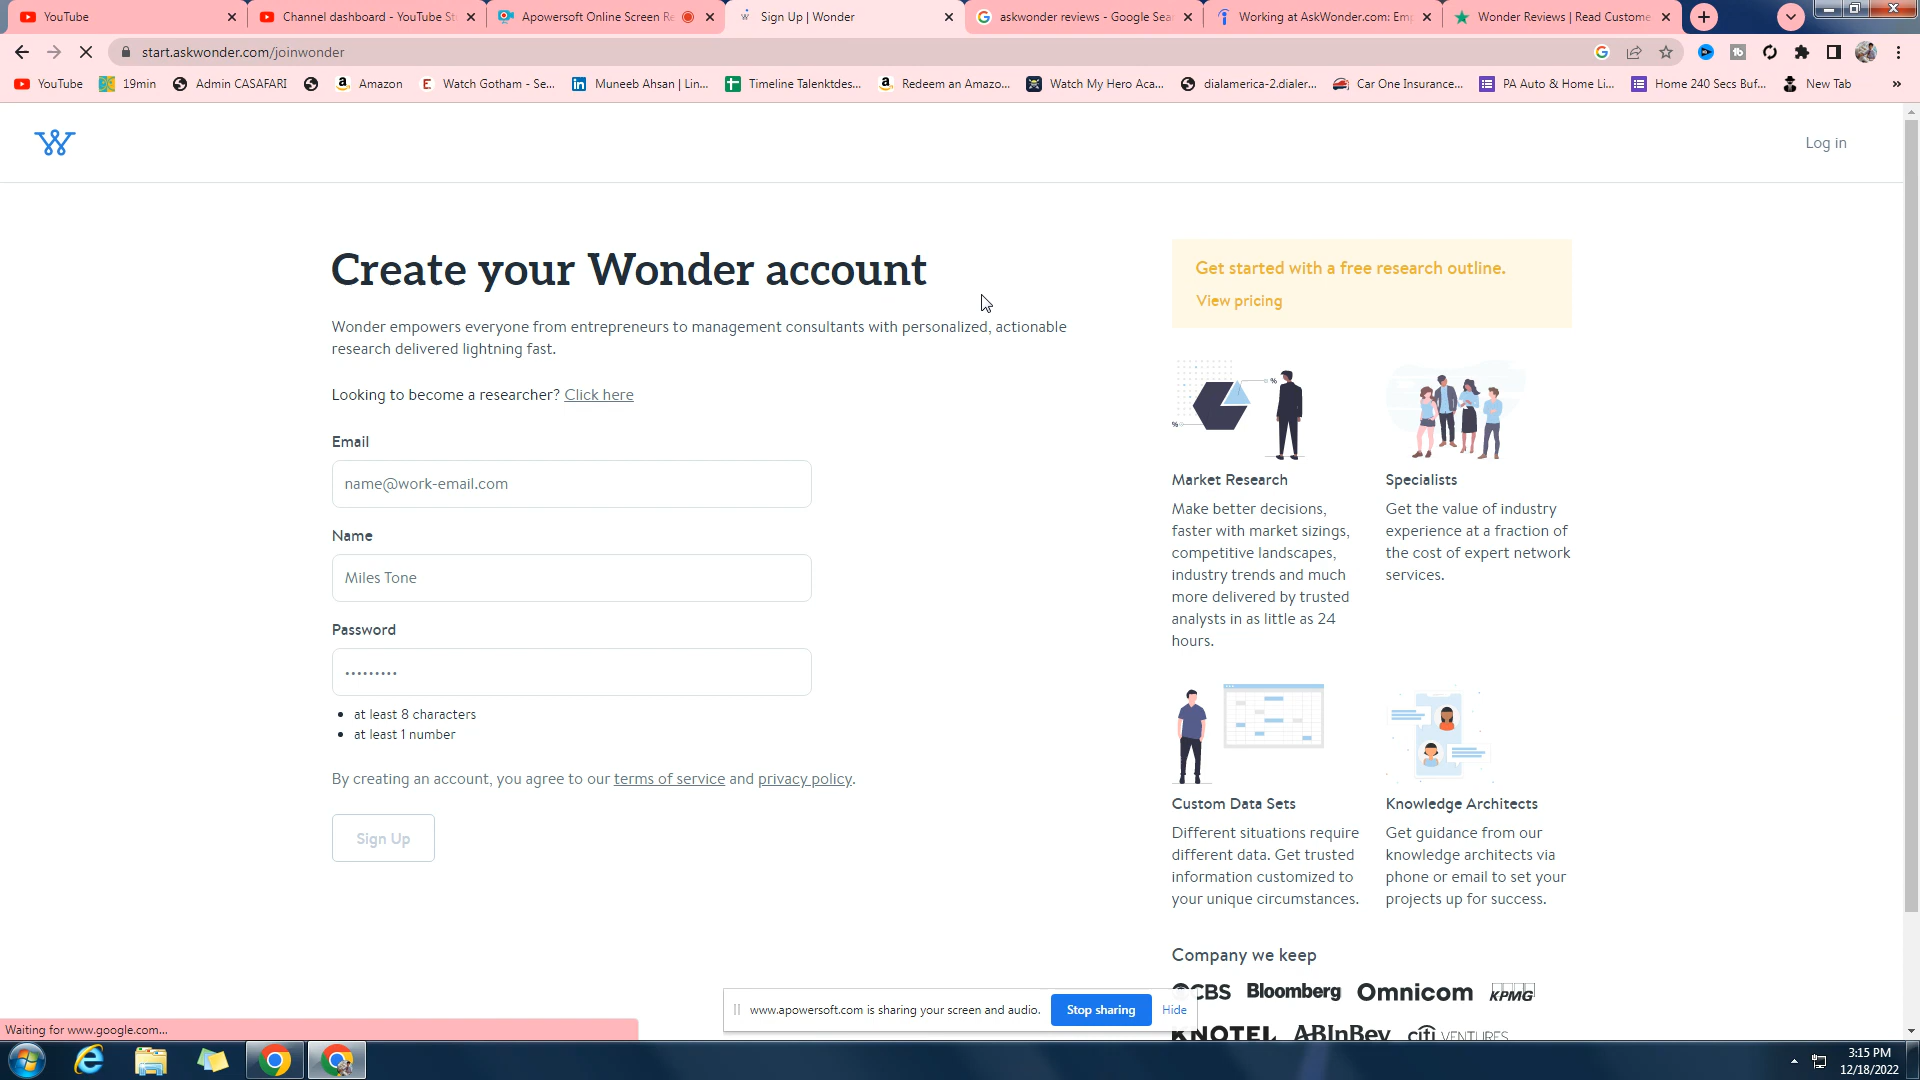 YouTube
Channel dashboard - YouTube St
Apowersoft Online Screen Re
Sign Up | Wonder
askwonder reviews - Google Sea
Working at AskWonder.com: Emp
Wonder Reviews | Read Custome
start.askwonder.com/joinwonder
YouTube
19min
Admin CASAFARI
Amazon
Watch Gotham - Se...
Muneeb Ahsan | Lin...
Timeline Talenktdes...
Redeem an Amazo...
Watch My Hero Aca...
dialamerica-2.dialer...
Car One Insurance...
PA Auto & Home Li...
Home 240 Secs Buf...
New Tab
Log in
Create your Wonder account
Wonder empowers everyone from entrepreneurs to management consultants with personalized, actionable
research delivered lightning fast.
Looking to become a researcher? Click here
Email
name@work-email.com
Name
Miles Tone
Password
•••••••••
• at least 8 characters
• at least 1 number
By creating an account, you agree to our terms of service and privacy policy.
Sign Up
Get started with a free research outline.
View pricing
Market Research
Make better decisions,
faster with market sizings,
competitive landscapes,
industry trends and much
more delivered by trusted
analysts in as little as 24
hours.
Specialists
Get the value of industry
experience at a fraction of
the cost of expert network
services.
Custom Data Sets
Different situations require
different data. Get trusted
information customized to
your unique circumstances.
Knowledge Architects
Get guidance from our
knowledge architects via
phone or email to set your
projects up for success.
Company we keep
CBS Bloomberg Omnicom KPMG
KNOTEL ABInBev citi VENTURES
www.apowersoft.com is sharing your screen and audio.
Stop sharing
Hide
Waiting for www.google.com...
3:15 PM
12/18/2022